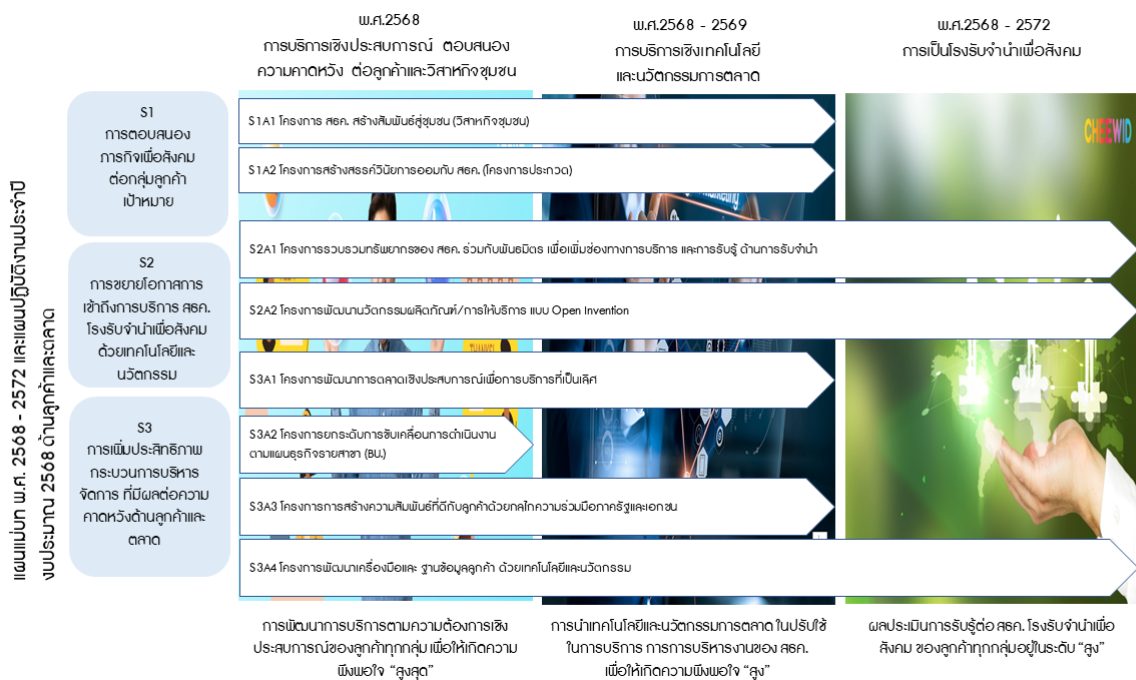 พ.ศ.2568
การบริการเชิงประสบการณ์ ตอบสนอง
ความคาดหวัง ต่อลูกค้าและวิสาหกิจชุมชน
พ.ศ.2568 - 2569
การบริการเชิงเทคโนโลยี
และนวัตกรรมการตลาด
พ.ศ.2568 - 2572
การเป็นโรงรับจำนำเพื่อสังคม
แผนแม่บท พ.ศ. 2568 - 2572 และแผนปฏิบัติงานประจำปี
งบประมาณ 2568 ด้านลูกค้าและตลาด
S1
การตอบสนอง
ภารกิจเพื่อสังคม
ต่อกลุ่มลูกค้า
เป้าหมาย
S1A1 โครงการ สธค. สร้างสัมพันธ์สู่ชุมชน (วิสาหกิจชุมชน)
S1A2 โครงการสร้างสรรค์วินัยการออมกับ สธค. (โครงการประกวด)
CHEEWID
S2
การขยายโอกาสการ
เข้าถึงการบริการ สธค.
โรงรับจำนำเพื่อสังคม
ด้วยเทคโนโลยีและ
นวัตกรรม
S2A1 โครงการรวบรวมทรัพยากรของ สธค. ร่วมกับพันธมิตร เพื่อเพิ่มช่องทางการบริการ และการรับรู้ ด้านการรับจำนำ
S2A2 โครงการพัฒนานวัตกรรมผลิตภัณฑ์/การให้บริการ แบบ Open Invention
S3
การเพิ่มประสิทธิภาพ
กระบวนการบริหาร
จัดการ ที่มีผลต่อความ
คาดหวังด้านลูกค้าและ
ตลาด
S3A1 โครงการพัฒนาการตลาดเชิงประสบการณ์เพื่อการบริการที่เป็นเลิศ
S3A2 โครงการยกระดับการขับเคลื่อนการดำเนินงาน
ตามแผนธุรกิจรายสาขา (BU.)
S3A3 โครงการการสร้างความสัมพันธ์ที่ดีกับลูกค้าด้วยกลไกความร่วมมือภาครัฐและเอกชน
S3A4 โครงการพัฒนาเครื่องมือและ ฐานข้อมูลลูกค้า ด้วยเทคโนโลยีและนวัตกรรม
การพัฒนาการบริการตามความต้องการเชิง
ประสบการณ์ของลูกค้าทุกกลุ่ม เพื่อให้เกิดความ
พึงพอใจ “สูงสุด”
การนำเทคโนโลยีและนวัตกรรมการตลาด ในปรับใช้
ในการบริการ การการบริหารงานของ สธค.
เพื่อให้เกิดความพึงพอใจ “สูง”
ผลประเมินการรับรู้ต่อ สธค. โรงรับจำนำเพื่อ
สังคม ของลูกค้าทุกกลุ่มอยู่ในระดับ “สูง”